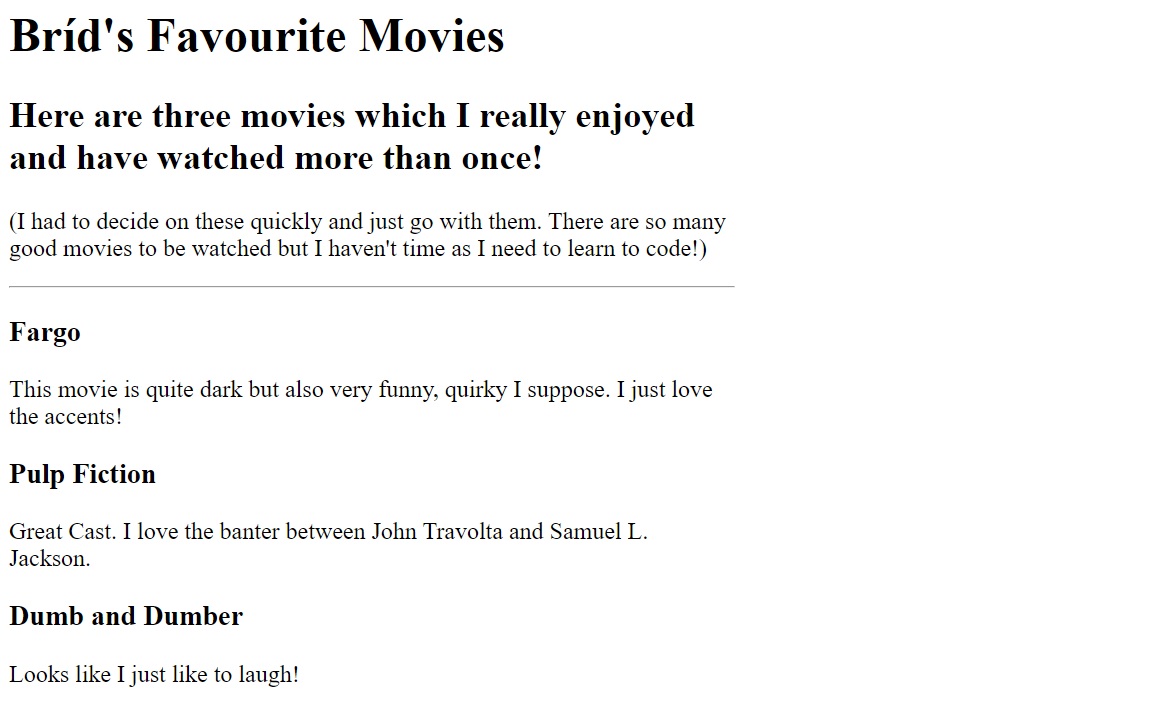 Bríd's Favourite Movies
Here are three movies which I really enjoyed
and have watched more than once!
(I had to decide on these quickly and just go with them. There are so many
good movies to be watched but I haven't time as I need to learn to code!)
Fargo
This movie is quite dark but also very funny, quirky I suppose. I just love
the accents!
Pulp Fiction
Great Cast. I love the banter between John Travolta and Samuel L.
Jackson.
Dumb and Dumber
Looks like I just like to laugh!